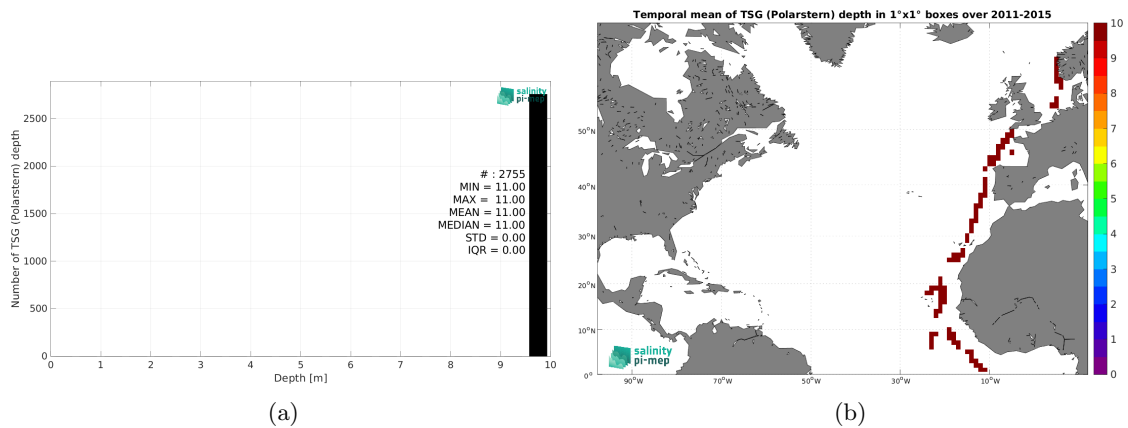 Number of TSG (Polarstern) depth
2500
2000
1500
1000
500
0
salinity
pi-mep
# : 2755
MIN = 11.00
MAX = 11.00
MEAN = 11.00
MEDIAN = 11.00
STD = 0.00
IQR = 0.00
0 1 2 3 4 5 6 7 8 9 10
Depth [m]
(a)
Temporal mean of TSG (Polarstern) depth in 1°x1° boxes over 2011-2015
50°N
40°N
30°N
20°N
10°N
0°
90°W 70°W 50°W 30°W 10°W
salinity
pi-mep
10
9
8
7
6
5
4
3
2
1
0
(b)